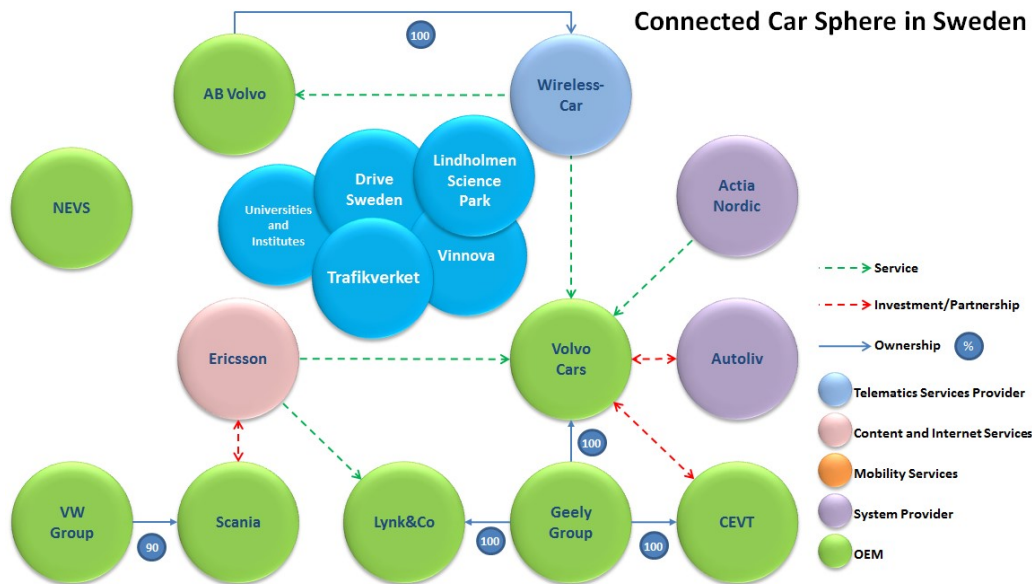 Connected Car Sphere in Sweden
100
AB Volvo
Wireless-
Car
NEVS
Universities
and
Institutes
Drive
Sweden
Lindholmen
Science
Park
Trafikverket
Vinnova
Actia
Nordic
Ericsson
Volvo
Cars
Autoliv
100
VW
Group
90
Scania
Lynk&Co
100
Geely
Group
100
CEVT
Service
Investment/Partnership
Ownership %
Telematics Services Provider
Content and Internet Services
Mobility Services
System Provider
OEM